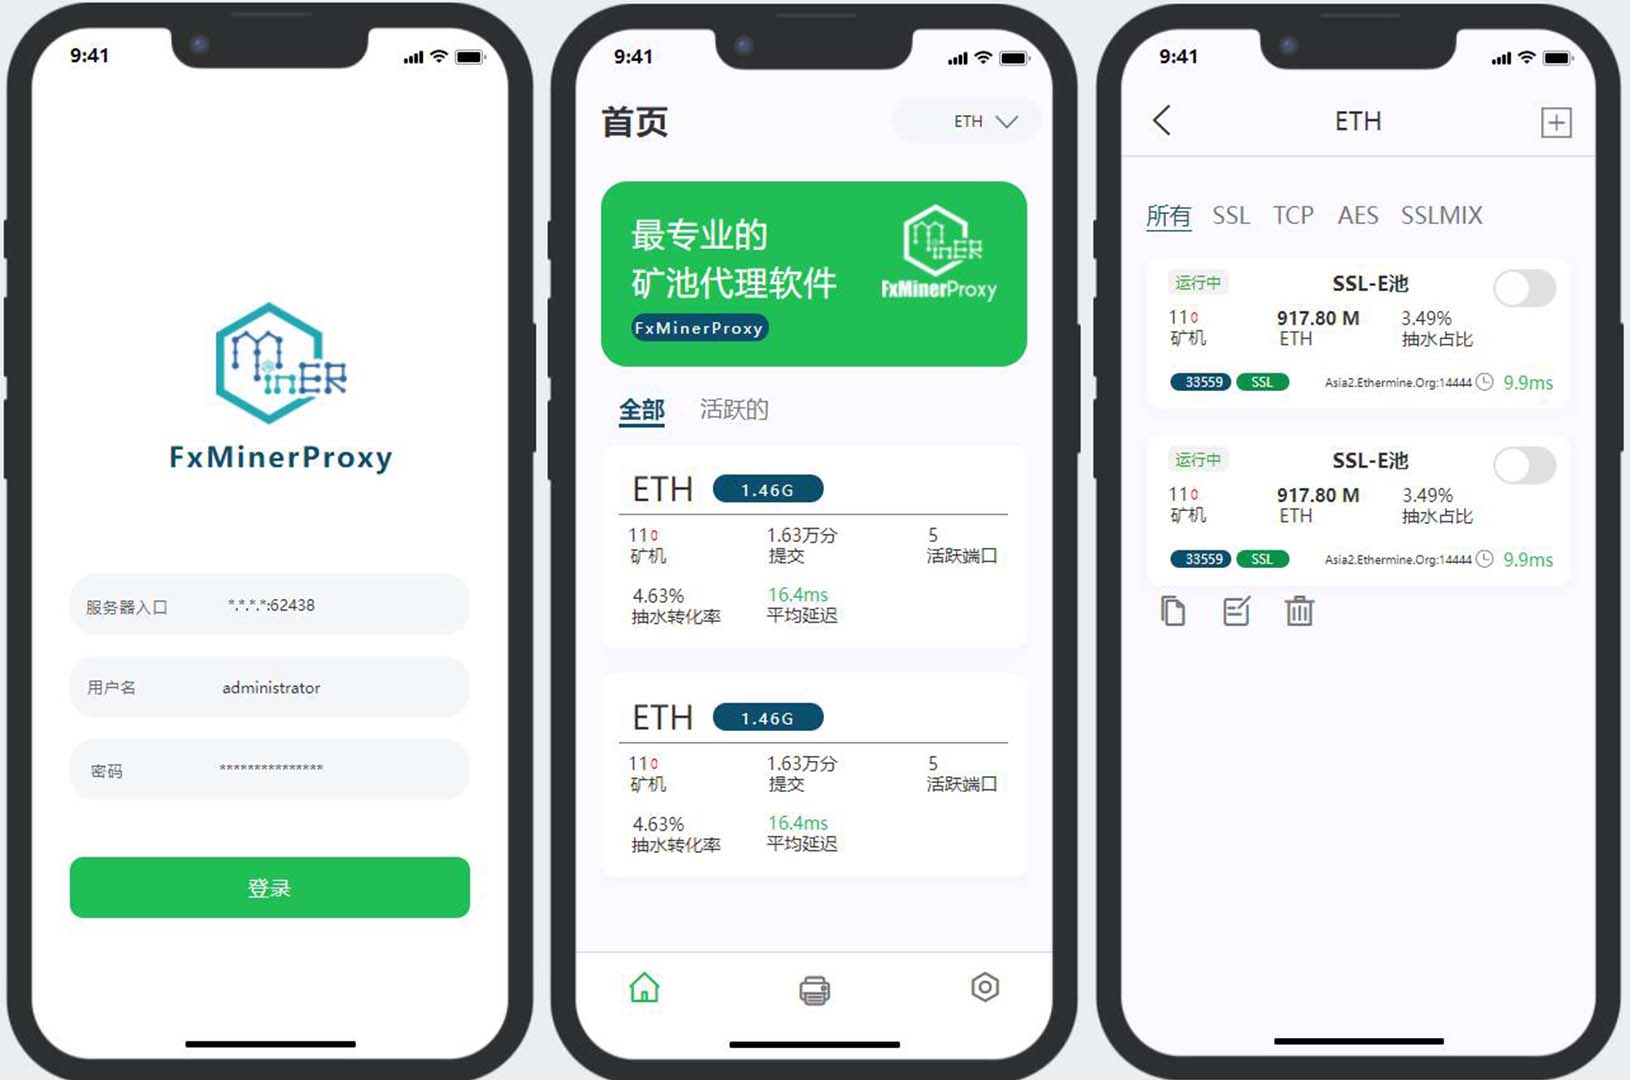 9:41
MinER
FxMinerProxy
服务器入口 *.*.*.*:62438
用户名 administrator
密码 ***************
登录
9:41
首页
ETH
最专业的
矿池代理软件
FxMinerProxy
MinER
FxMinerProxy
全部 活跃的
ETH 1.46G
110 1.63万分 5
矿机 提交 活跃端口
4.63% 16.4ms
抽水转化率 平均延迟
ETH 1.46G
110 1.63万分 5
矿机 提交 活跃端口
4.63% 16.4ms
抽水转化率 平均延迟
9:41
ETH
所有 SSL TCP AES SSLMIX
运行中 SSL-E池
110 917.80 M 3.49%
矿机 ETH 抽水占比
33559 SSL Asia2.Ethermine.Org:14444 9.9ms
运行中 SSL-E池
110 917.80 M 3.49%
矿机 ETH 抽水占比
33559 SSL Asia2.Ethermine.Org:14444 9.9ms